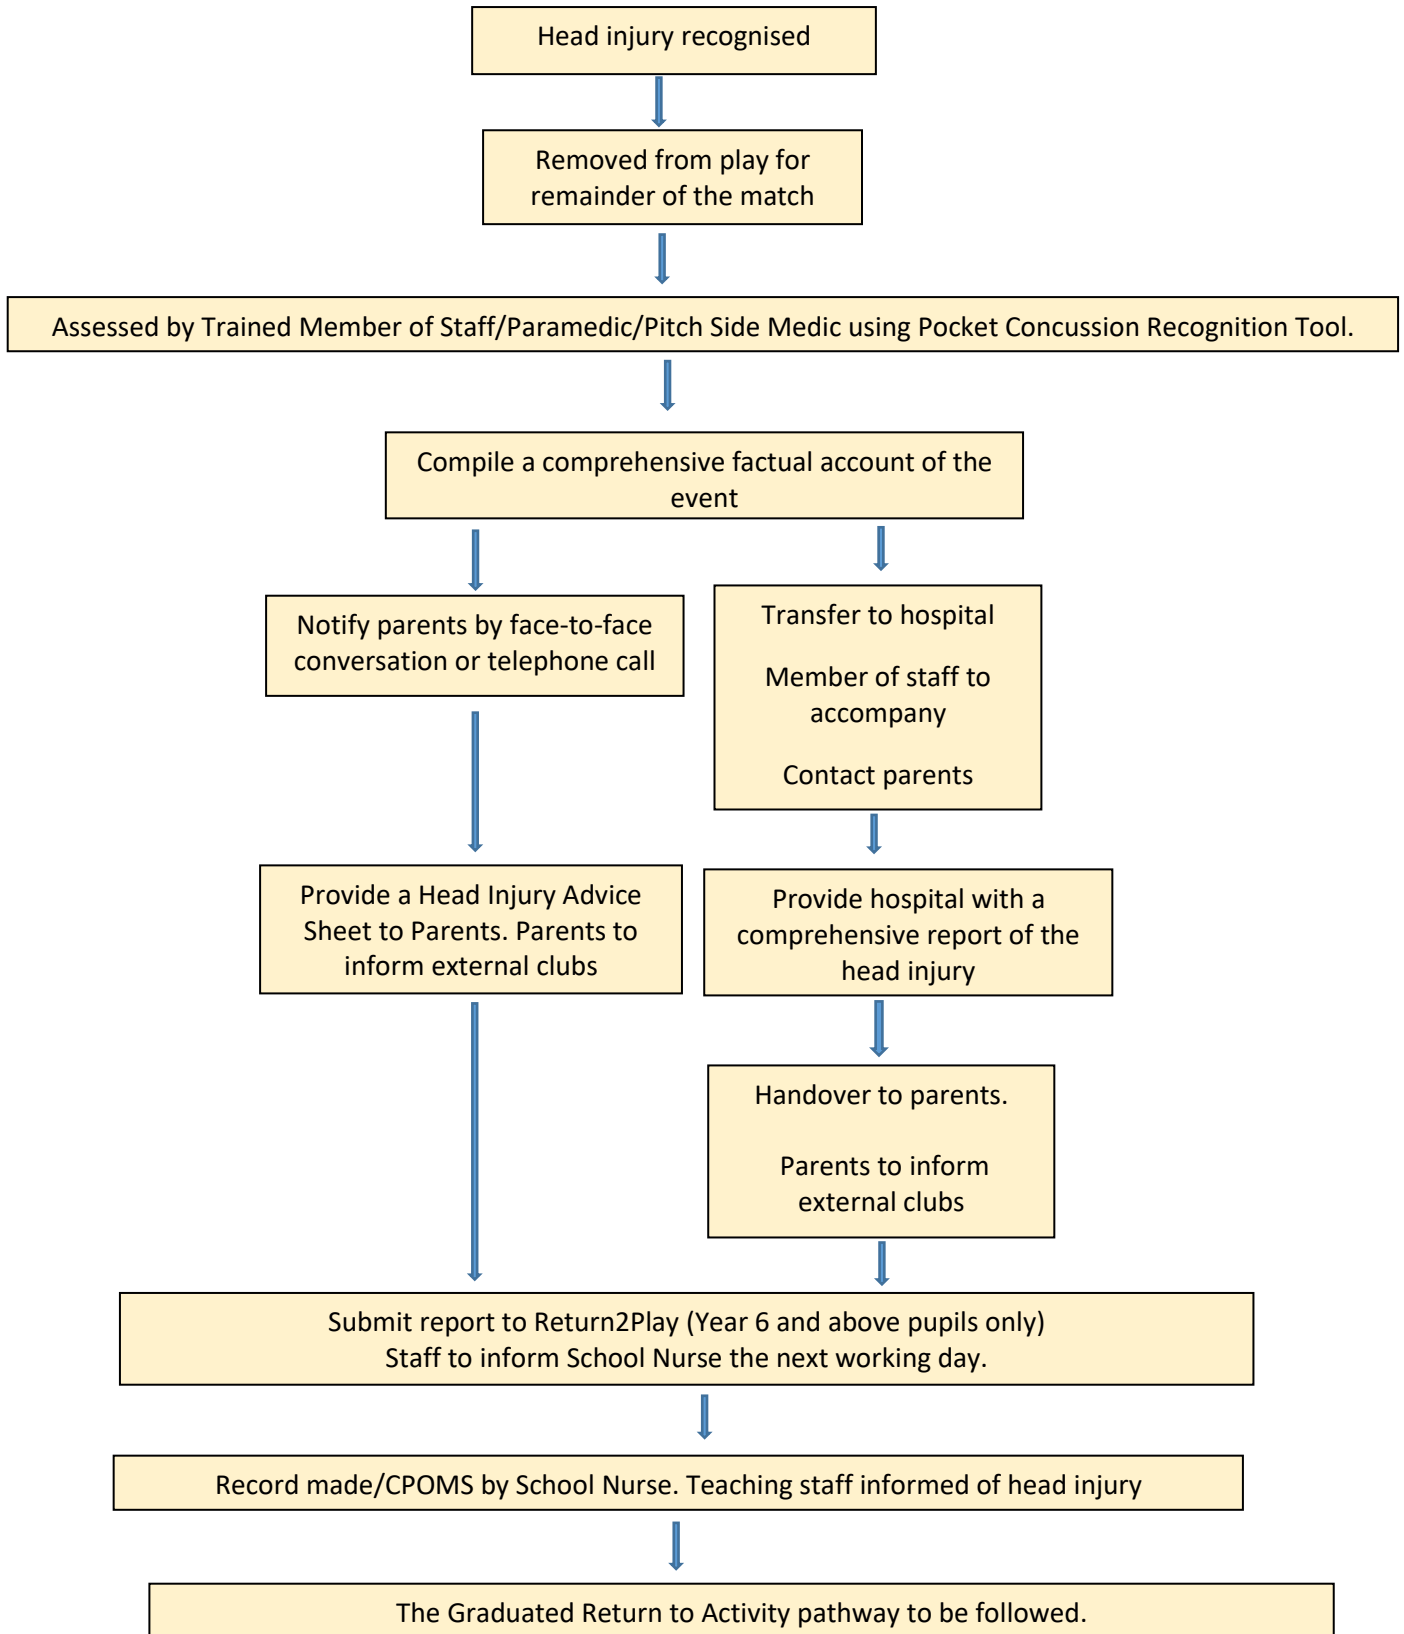 Head injury recognised
Removed from play for
remainder of the match
Assessed by Trained Member of Staff/Paramedic/Pitch Side Medic using Pocket Concussion Recognition Tool.
Compile a comprehensive factual account of the
event
Notify parents by face-to-face
conversation or telephone call
Transfer to hospital
Member of staff to
accompany
Contact parents
Provide a Head Injury Advice
Sheet to Parents. Parents to
inform external clubs
Provide hospital with a
comprehensive report of the
head injury
Handover to parents.
Parents to inform
external clubs
Submit report to Return2Play (Year 6 and above pupils only)
Staff to inform School Nurse the next working day.
Record made/CPOMS by School Nurse. Teaching staff informed of head injury
The Graduated Return to Activity pathway to be followed.